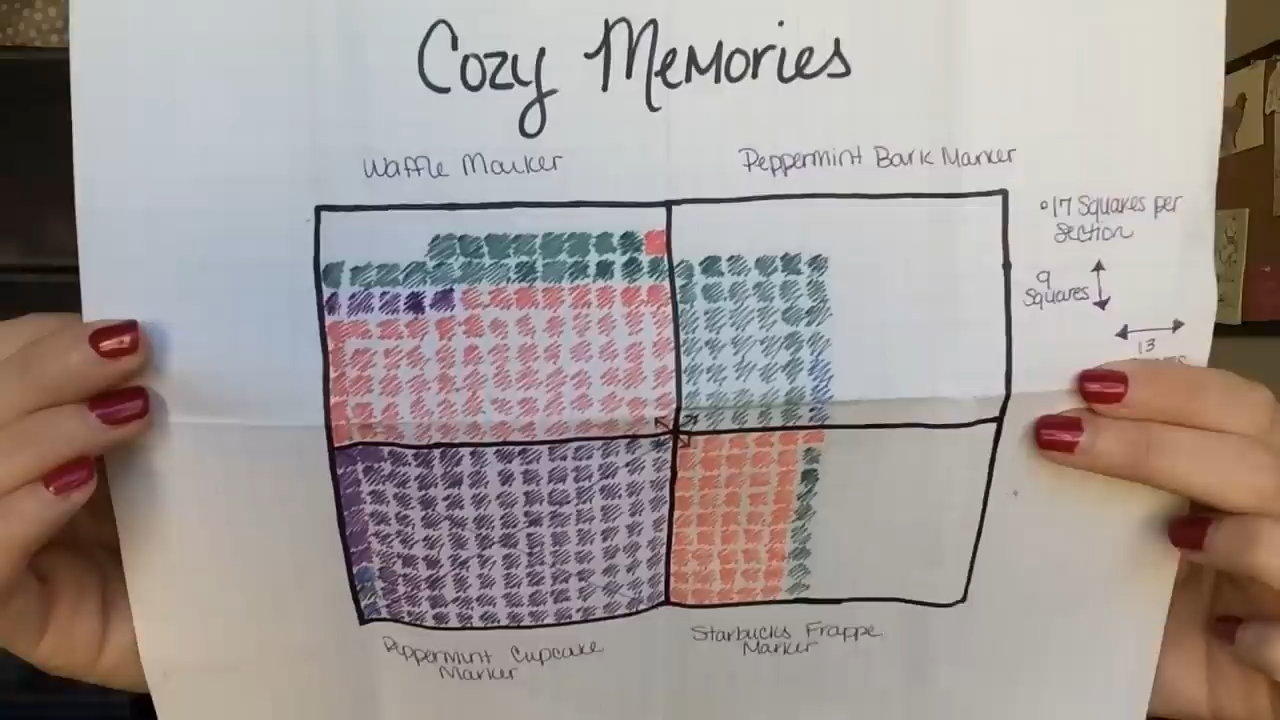 Cozy Memories
Waffle Marker
Peppermint Bark Marker
•17 Squares per
Section
9
Squares
13
Peppermint Cupcake
Marker
Starbucks Frappe
Marker